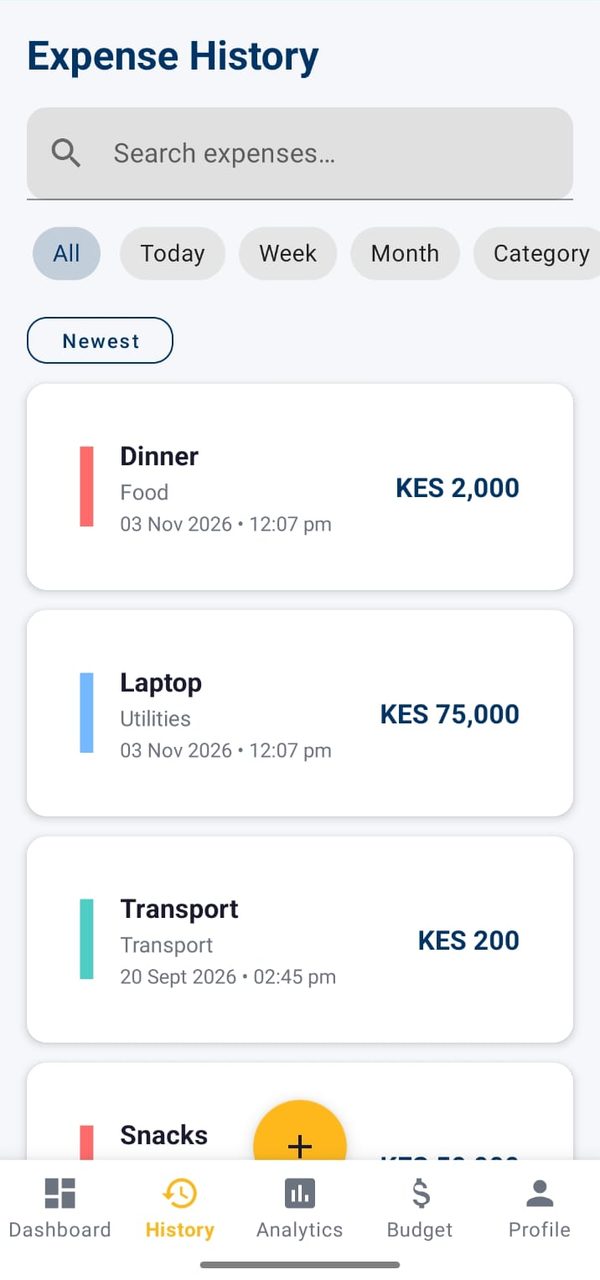 Expense History
Search expenses...
All Today Week Month Category
Newest
Dinner
Food
03 Nov 2026 • 12:07 pm
KES 2,000
Laptop
Utilities
03 Nov 2026 • 12:07 pm
KES 75,000
Transport
Transport
20 Sept 2026 • 02:45 pm
KES 200
Snacks
+
Dashboard History Analytics Budget Profile